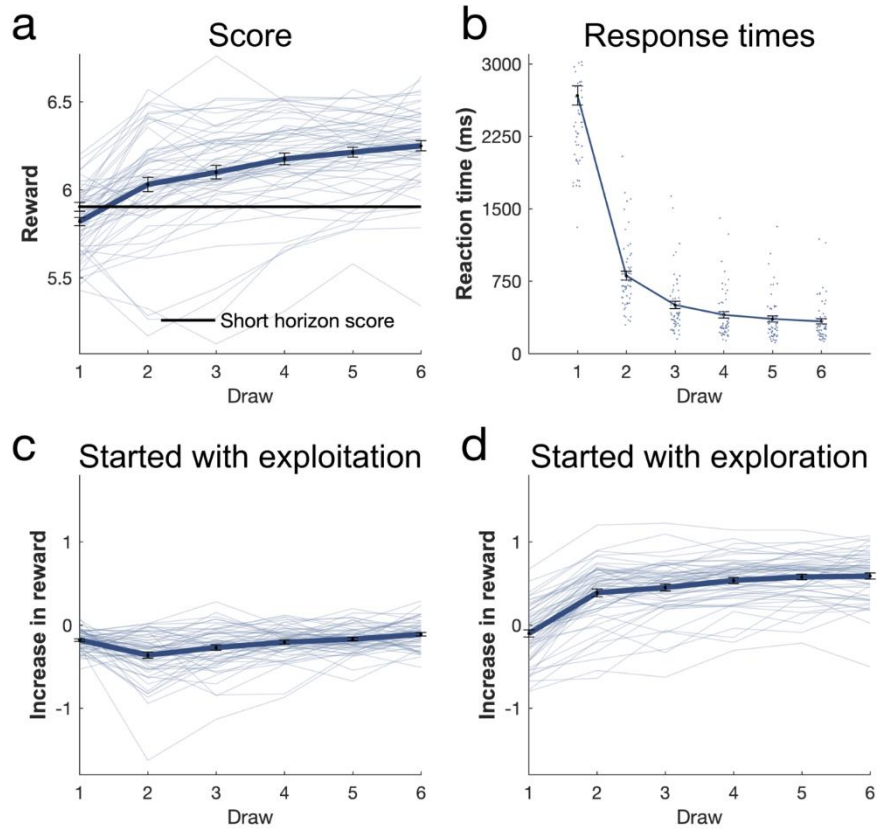 a
Score
Reward
6.5
6
5.5
Short horizon score
1 2 3 4 5 6
Draw
b
Response times
Reaction time (ms)
3000
2250
1500
750
0
1 2 3 4 5 6
Draw
c
Started with exploitation
Increase in reward
1
0
-1
1 2 3 4 5 6
Draw
d
Started with exploration
Increase in reward
1
0
-1
1 2 3 4 5 6
Draw